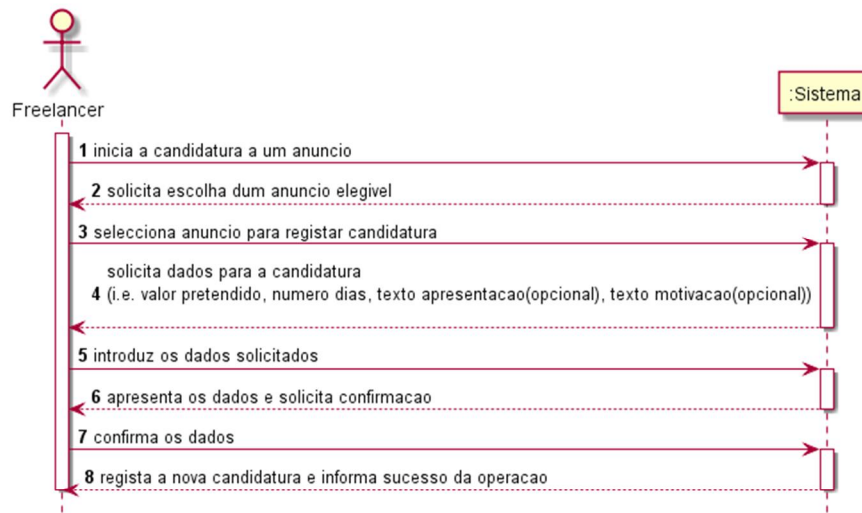 Freelancer
:Sistema
1 inicia a candidatura a um anuncio
2 solicita escolha dum anuncio elegivel
3 selecciona anuncio para registar candidatura
solicita dados para a candidatura
4 (i.e. valor pretendido, numero dias, texto apresentacao(opcional), texto motivacao(opcional))
5 introduz os dados solicitados
6 apresenta os dados e solicita confirmacao
7 confirma os dados
8 regista a nova candidatura e informa sucesso da operacao